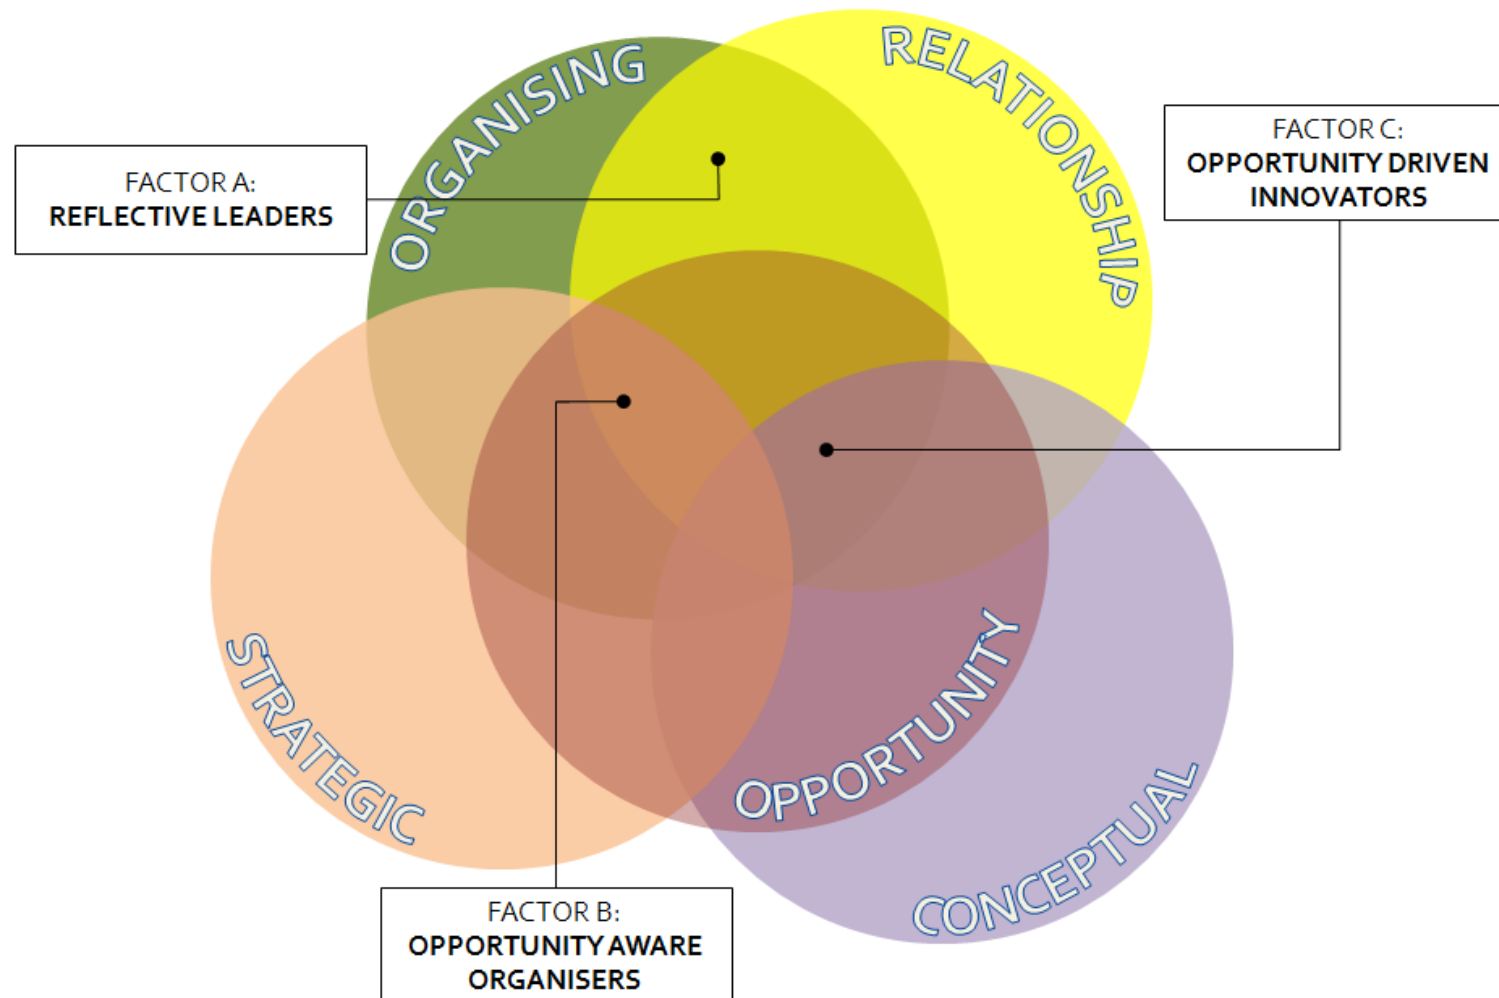 ORGANISING
RELATIONSHIP
FACTOR A:
REFLECTIVE LEADERS
FACTOR C:
OPPORTUNITY DRIVEN
INNOVATORS
STRATEGIC
OPPORTUNITY
CONCEPTUAL
FACTOR B:
OPPORTUNITY AWARE
ORGANISERS